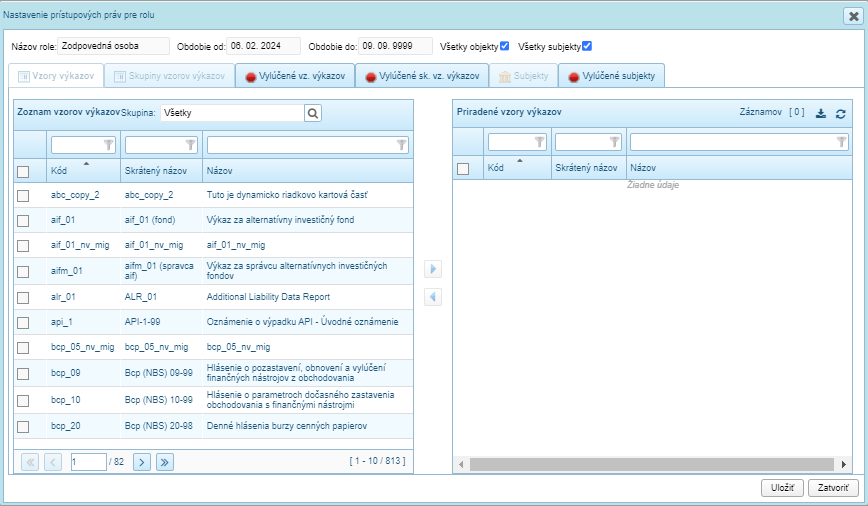 Nastavenie prístupových práv pre rolu
Názov role: Zodpovedná osoba Obdobie od: 06. 02. 2024 Obdobie do: 09. 09. 9999 Všetky objekty Všetky subjekty
Vzory výkazov Skupiny vzorov výkazov Vylúčené vz. výkazov Vylúčené sk. vz. výkazov Subjekty Vylúčené subjekty
Zoznam vzorov výkazov Skupina: Všetky
Kód Skrátený názov Názov
abc_copy_2 abc_copy_2 Tuto je dynamicko riadkovo kartová časť
aif_01 aif_01 (fond) Výkaz za alternatívny investičný fond
aif_01_nv_mig aif_01_nv_mig aif_01_nv_mig
aifm_01 aifm_01 (spravca aif) Výkaz za správcu alternatívnych investičných fondov
alr_01 ALR_01 Additional Liability Data Report
api_1 API-1-99 Oznámenie o výpadku API - Úvodné oznámenie
bcp_05_nv_mig bcp_05_nv_mig bcp_05_nv_mig
bcp_09 Bcp (NBS) 09-99 Hlásenie o pozastavení, obnovení a vylúčení finančných nástrojov z obchodovania
bcp_10 Bcp (NBS) 10-99 Hlásenie o parametroch dočasného zastavenia obchodovania s finančnými nástrojmi
bcp_20 Bcp (NBS) 20-98 Denné hlásenia burzy cenných papierov
1 / 82 [ 1 - 10 / 813 ]
Priradené vzory výkazov Záznamov [ 0 ]
Kód Skrátený názov Názov
Žiadne údaje
Uložiť Zatvoriť